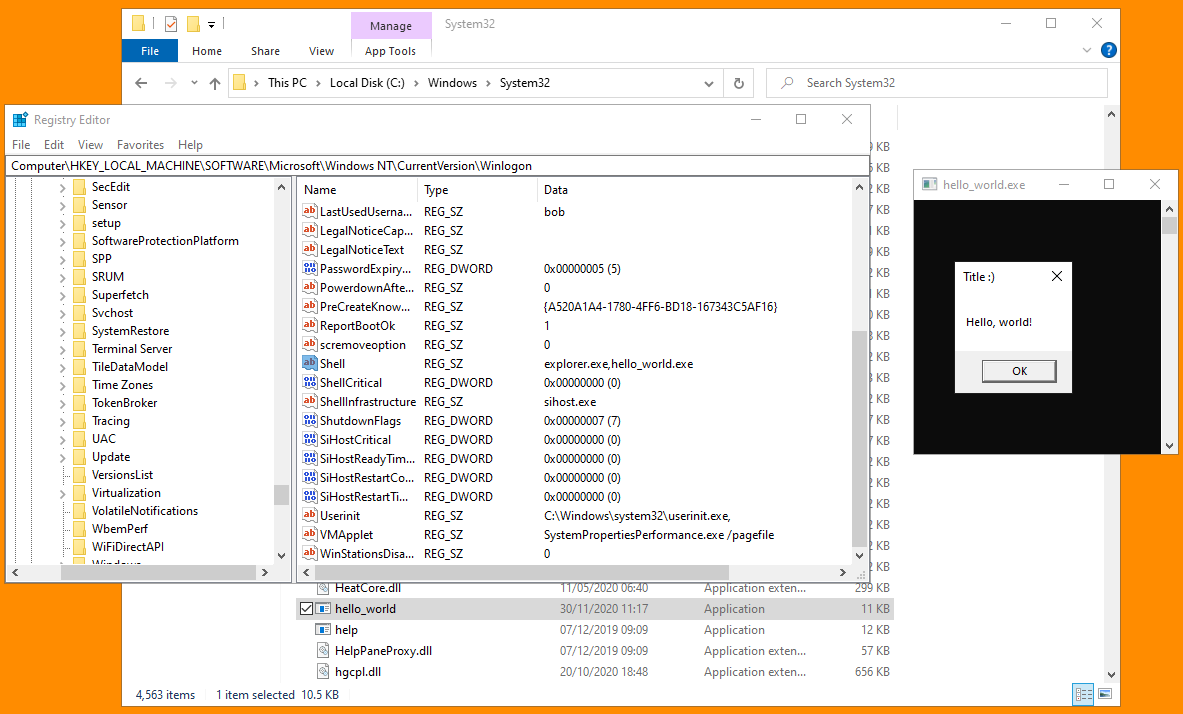 Manage
System32
File
Home
Share
View
App Tools
This PC
Local Disk (C:)
Windows
System32
Search System32
Registry Editor
File Edit View Favorites Help
Computer\HKEY_LOCAL_MACHINE\SOFTWARE\Microsoft\Windows NT\CurrentVersion\Winlogon
SecEdit
Sensor
setup
SoftwareProtectionPlatform
SPP
SRUM
Superfetch
Svchost
SystemRestore
Terminal Server
TileDataModel
Time Zones
TokenBroker
Tracing
UAC
Update
VersionsList
Virtualization
VolatileNotifications
WbemPerf
WiFiDirectAPI
Name Type Data
LastUsedUserna... REG_SZ bob
LegalNoticeCap... REG_SZ
LegalNoticeText REG_SZ
PasswordExpiry... REG_DWORD 0x00000005 (5)
PowerdownAfte... REG_SZ 0
PreCreateKnow... REG_SZ {A520A1A4-1780-4FF6-BD18-167343C5AF16}
ReportBootOk REG_SZ 1
scremoveoption REG_SZ 0
Shell REG_SZ explorer.exe,hello_world.exe
ShellCritical REG_DWORD 0x00000000 (0)
ShellInfrastructure REG_SZ sihost.exe
ShutdownFlags REG_DWORD 0x00000007 (7)
SiHostCritical REG_DWORD 0x00000000 (0)
SiHostReadyTim... REG_DWORD 0x00000000 (0)
SiHostRestartCo... REG_DWORD 0x00000000 (0)
SiHostRestartTi... REG_DWORD 0x00000000 (0)
Userinit REG_SZ C:\Windows\system32\userinit.exe,
VMApplet REG_SZ SystemPropertiesPerformance.exe /pagefile
WinStationsDisa... REG_SZ 0
hello_world.exe
Title :)
Hello, world!
OK
HeatCore.dll 11/05/2020 06:40 Application exten... 299 KB
hello_world 30/11/2020 11:17 Application 11 KB
help 07/12/2019 09:09 Application 12 KB
HelpPaneProxy.dll 07/12/2019 09:09 Application exten... 57 KB
hgcpl.dll 20/10/2020 18:48 Application exten... 656 KB
4,563 items 1 item selected 10.5 KB